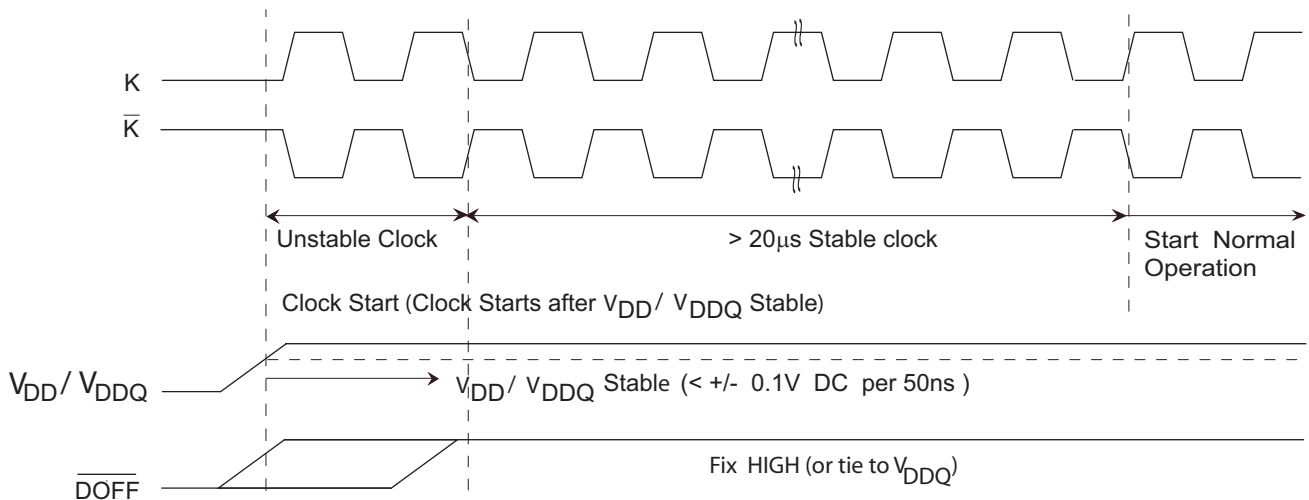 K
K̅
Unstable Clock
> 20μs Stable clock
Start Normal
Operation
Clock Start (Clock Starts after VDD/ VDDQ Stable)
VDD/ VDDQ
VDD/ VDDQ Stable (< +/- 0.1V DC per 50ns )
Fix HIGH (or tie to VDDQ)
D̅O̅F̅F̅